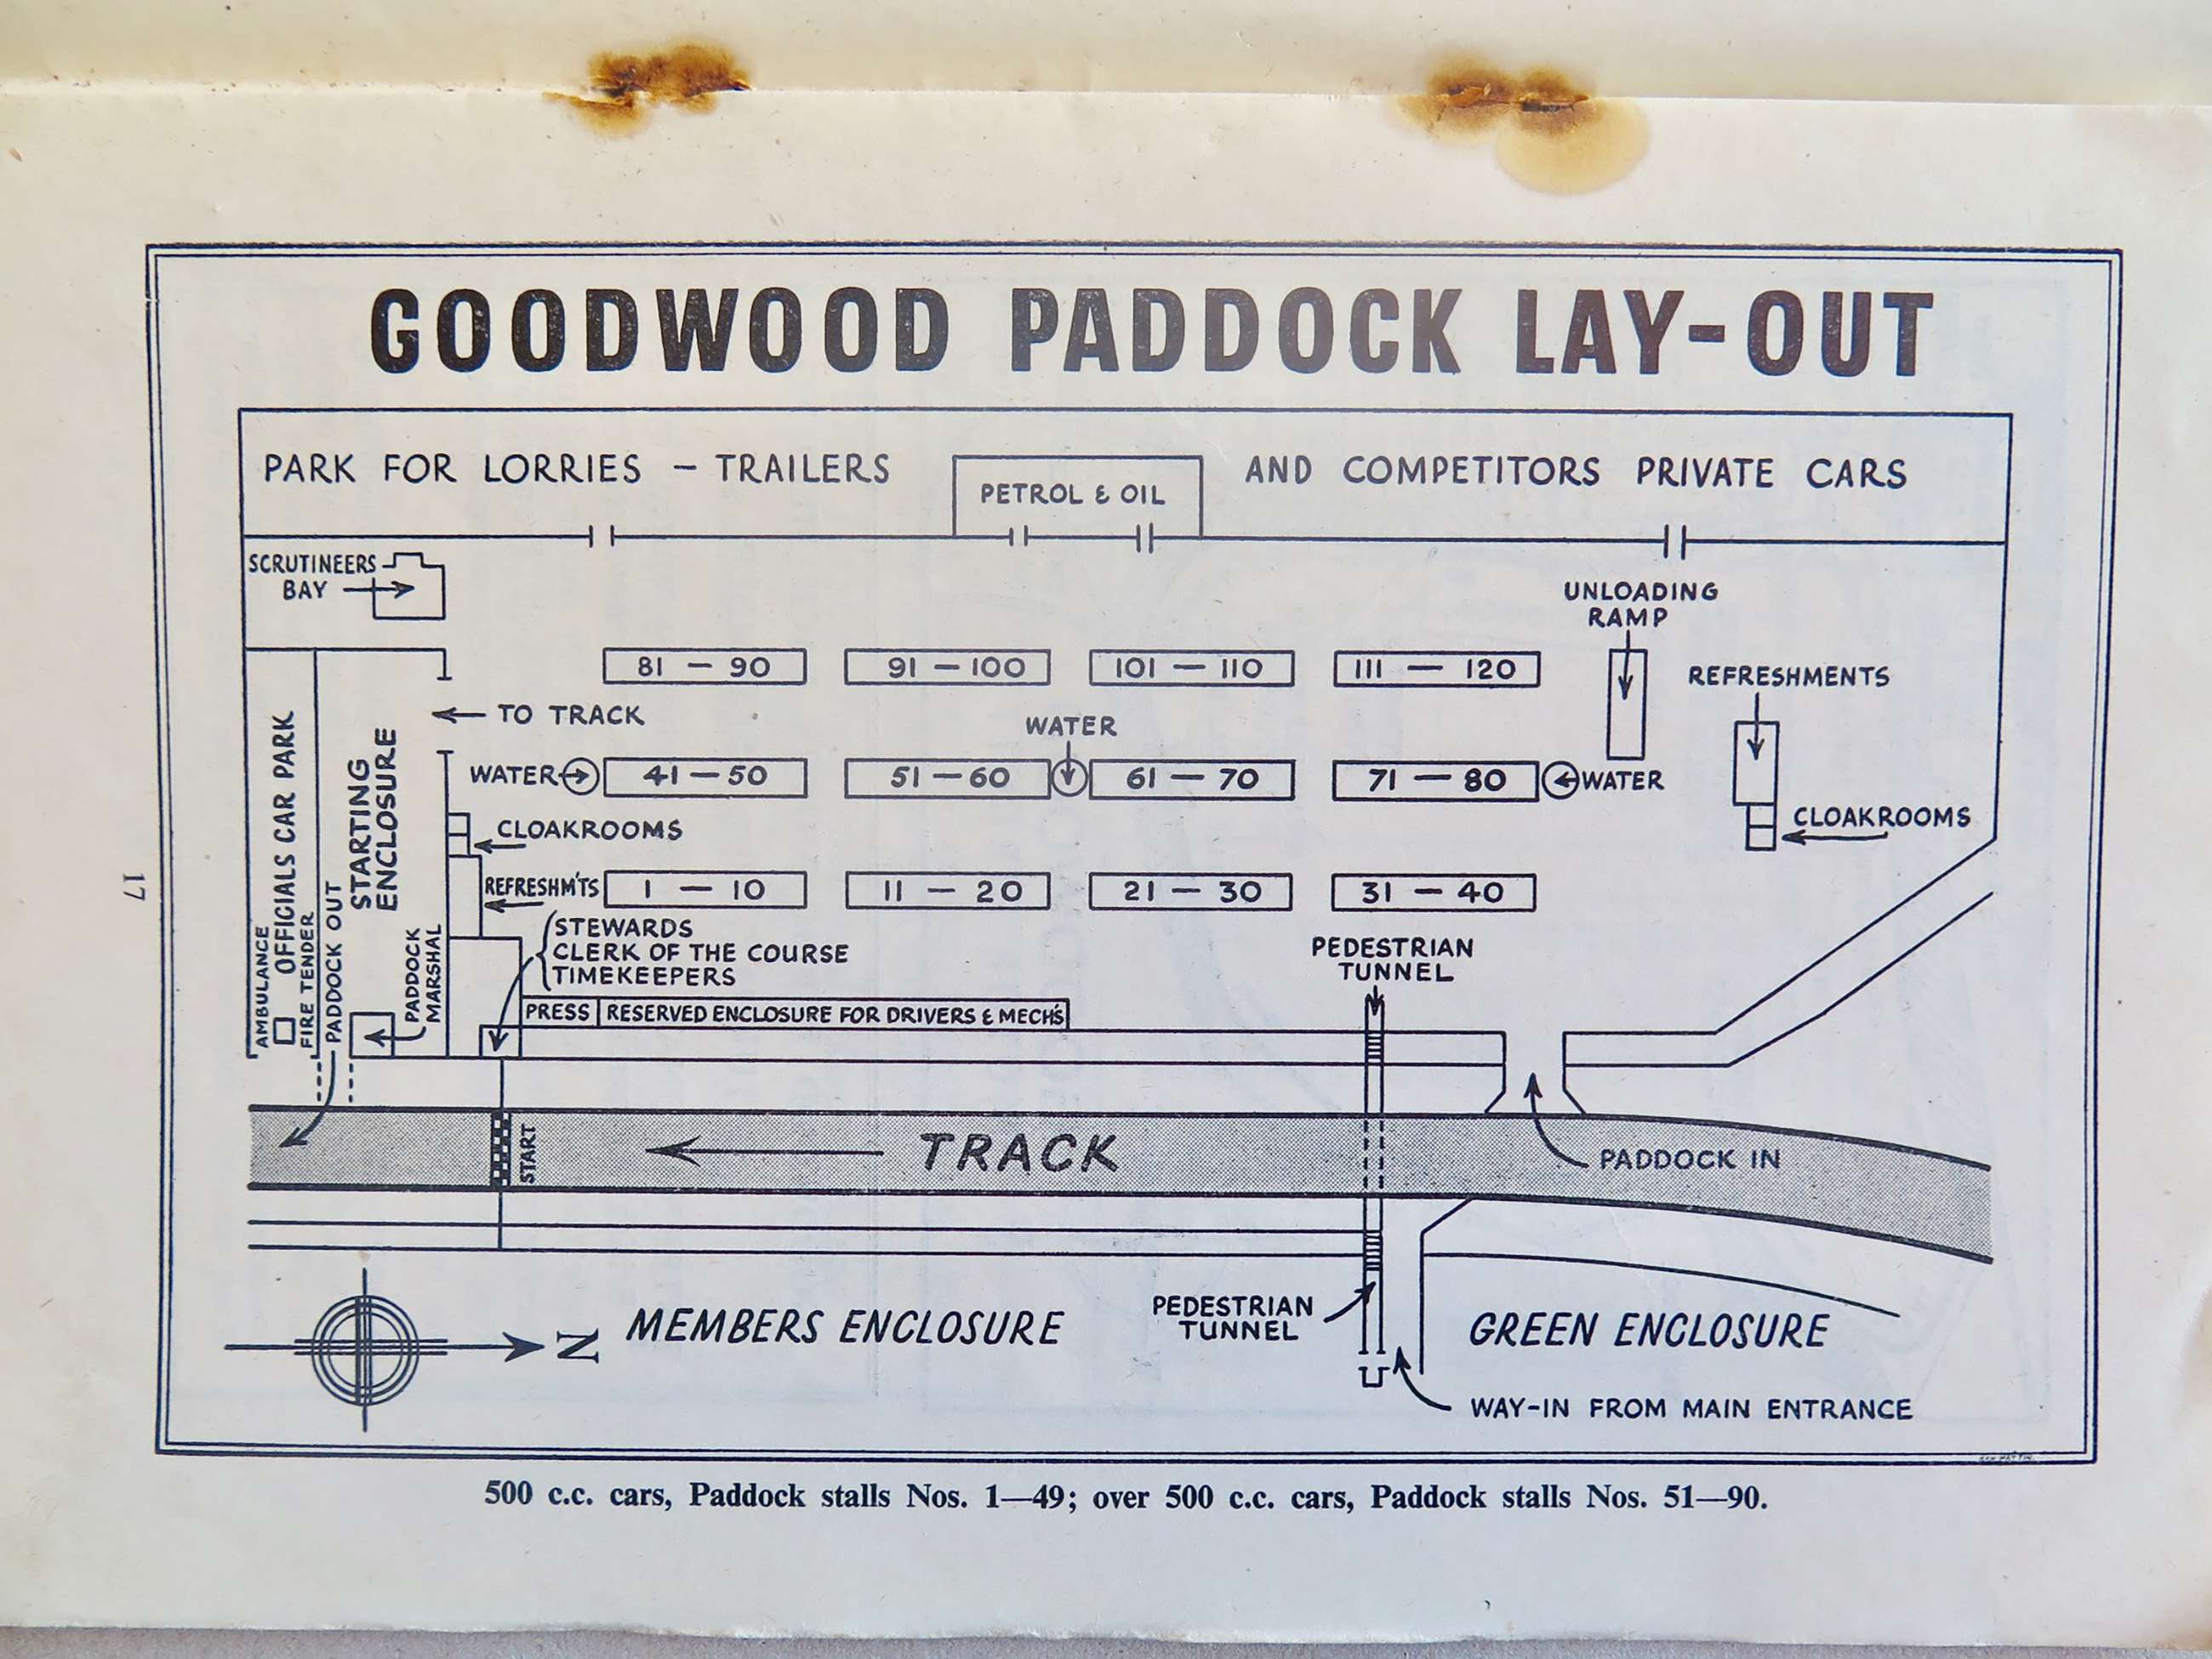 GOODWOOD PADDOCK LAY-OUT
PARK FOR LORRIES - TRAILERS
AND COMPETITORS PRIVATE CARS
PETROL & OIL
SCRUTINEERS
BAY
UNLOADING
RAMP
REFRESHMENTS
81 — 90
91 — 100
101 — 110
111 — 120
TO TRACK
WATER
WATER
41 — 50
51 — 60
61 — 70
71 — 80
WATER
CLOAKROOMS
CLOAKROOMS
REFRESHM'TS
1 — 10
11 — 20
21 — 30
31 — 40
AMBULANCE
OFFICIALS CAR PARK
FIRE TENDER
PADDOCK OUT
STARTING
ENCLOSURE
PADDOCK
MARSHAL
STEWARDS
CLERK OF THE COURSE
TIMEKEEPERS
PEDESTRIAN
TUNNEL
PRESS
RESERVED ENCLOSURE FOR DRIVERS & MECH'S
START
TRACK
PADDOCK IN
N
MEMBERS ENCLOSURE
PEDESTRIAN
TUNNEL
GREEN ENCLOSURE
WAY-IN FROM MAIN ENTRANCE
500 c.c. cars, Paddock stalls Nos. 1—49; over 500 c.c. cars, Paddock stalls Nos. 51—90.
17